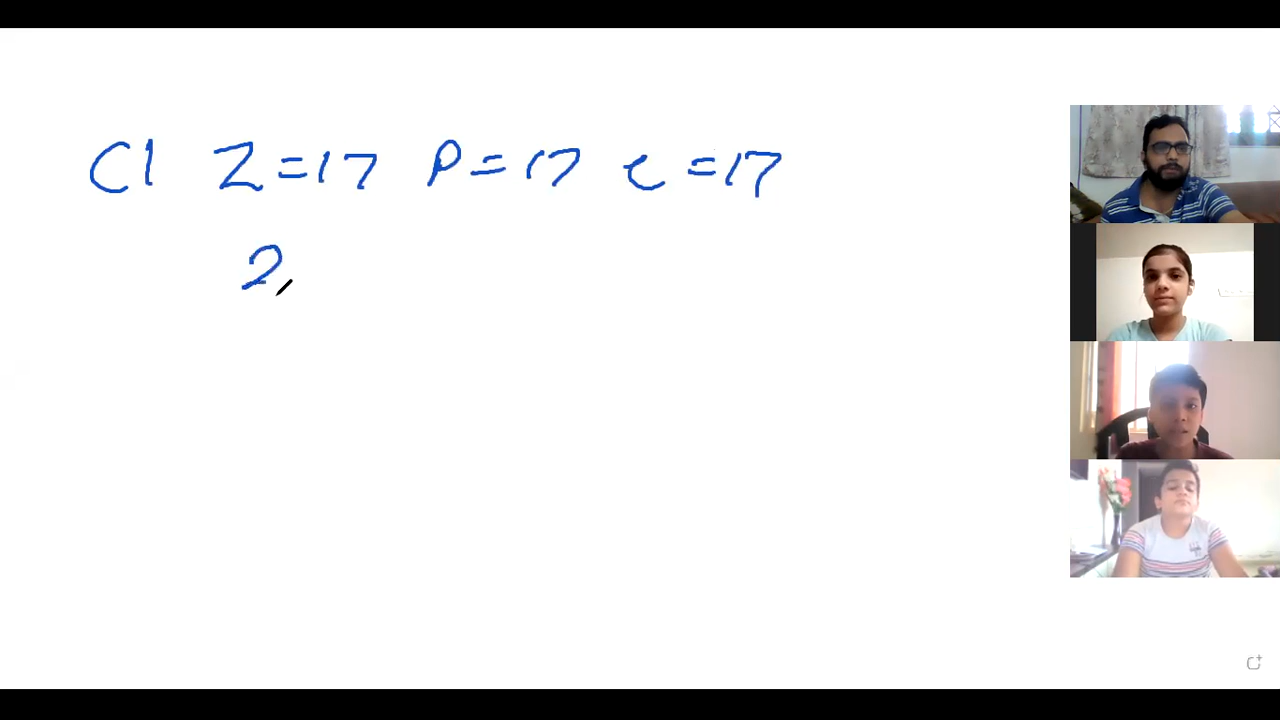 Cl Z = 17 P = 17 e = 17
2,